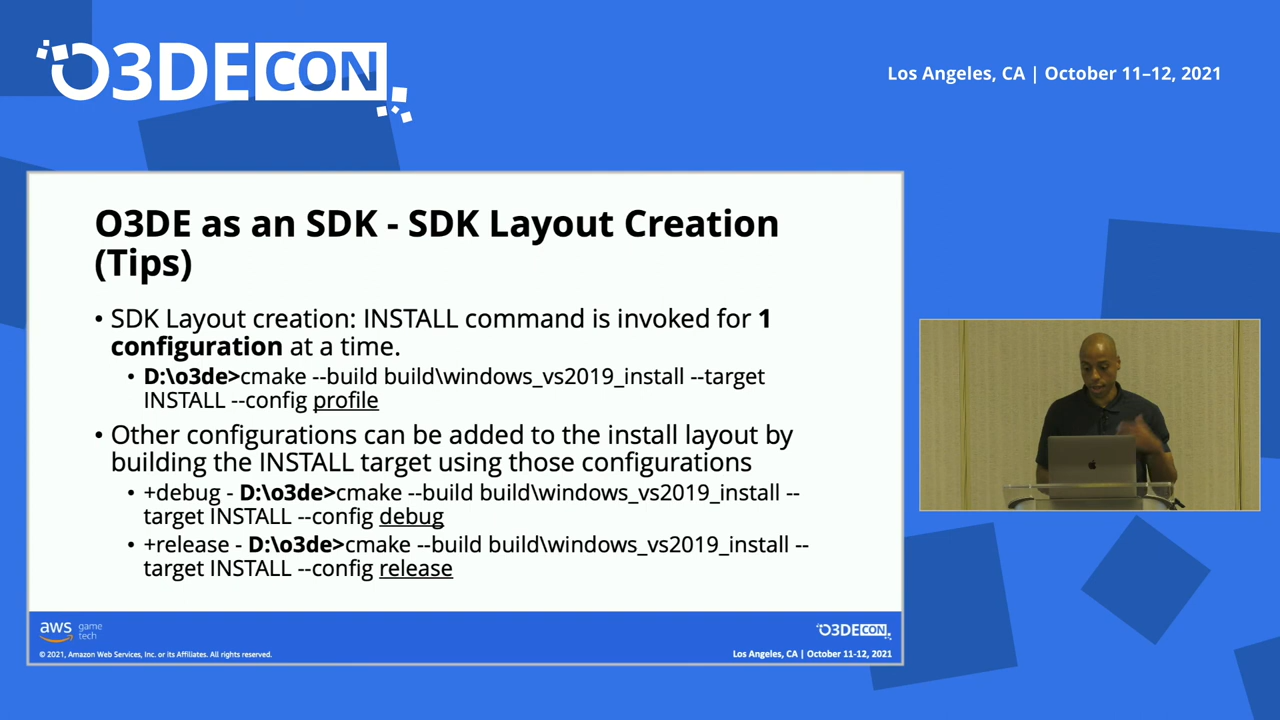 O3DECON
Los Angeles, CA | October 11–12, 2021
O3DE as an SDK - SDK Layout Creation
(Tips)
• SDK Layout creation: INSTALL command is invoked for 1
configuration at a time.
• D:\o3de>cmake --build build\windows_vs2019_install --target
INSTALL --config profile
• Other configurations can be added to the install layout by
building the INSTALL target using those configurations
• +debug - D:\o3de>cmake --build build\windows_vs2019_install --
target INSTALL --config debug
• +release - D:\o3de>cmake --build build\windows_vs2019_install --
target INSTALL --config release
aws game
tech
O3DECON
© 2021, Amazon Web Services, Inc. or its Affiliates. All rights reserved.
Los Angeles, CA | October 11-12, 2021